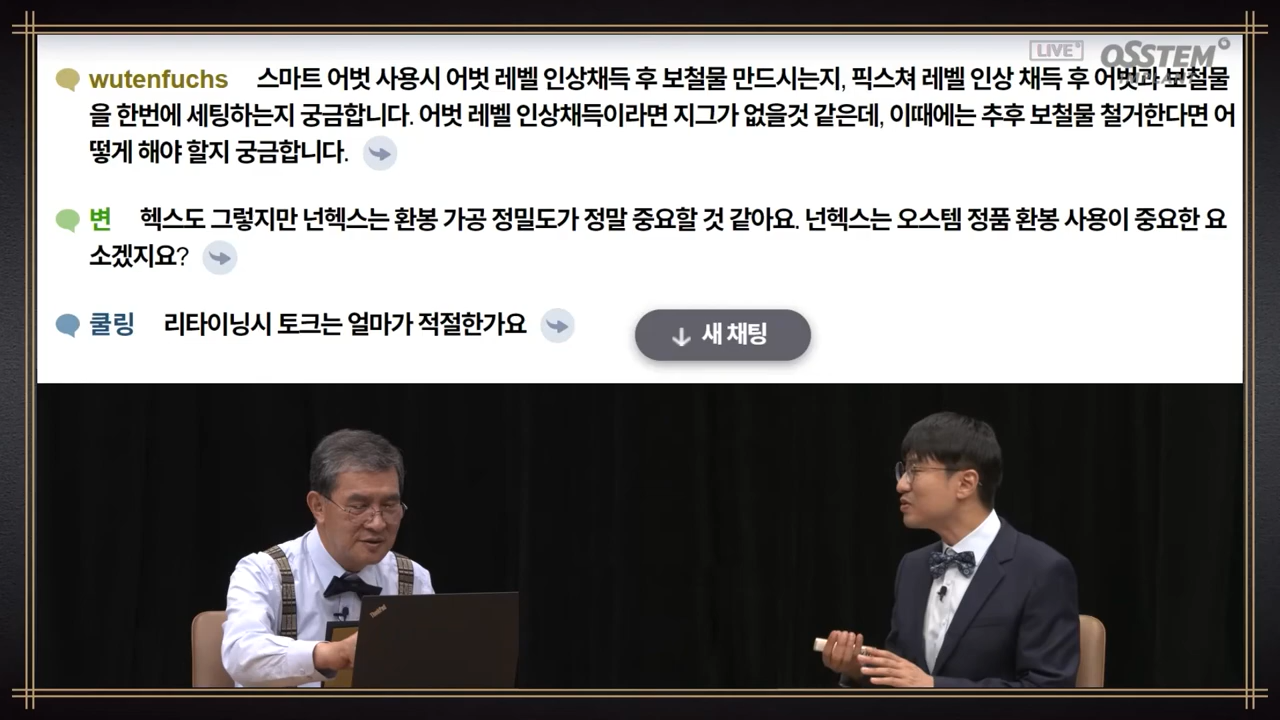 LIVE
OSSTEM
IMPLANT
wutenfuchs 스마트 어벗 사용시 어벗 레벨 인상채득 후 보철물 만드시는지, 픽스쳐 레벨 인상 채득 후 어벗과 보철물
을 한번에 세팅하는지 궁금합니다. 어벗 레벨 인상채득이라면 지그가 없을것 같은데, 이때에는 추후 보철물 철거한다면 어
떻게 해야 할지 궁금합니다.
변 헥스도 그렇지만 넌헥스는 환봉 가공 정밀도가 정말 중요할 것 같아요. 넌헥스는 오스템 정품 환봉 사용이 중요한 요
소겠지요?
쿨링 리타이닝시 토크는 얼마가 적절한가요
새 채팅
ThinkPad